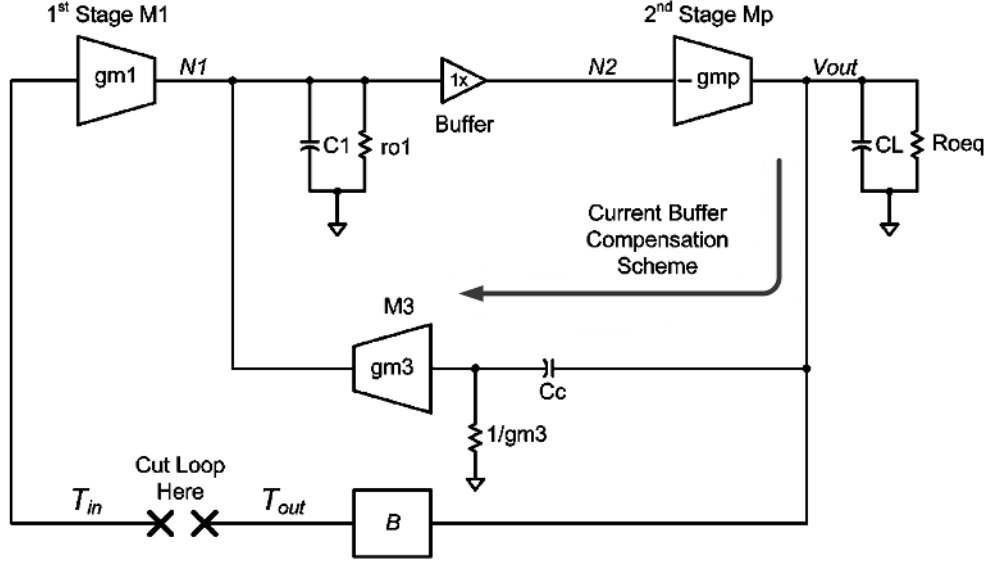 1st Stage M1
2nd Stage Mp
gm1
N1
1x
N2
– gmp
Vout
Buffer
C1
ro1
CL
Roeq
Current Buffer
Compensation
Scheme
M3
gm3
Cc
1/gm3
Cut Loop
Here
Tin
Tout
B